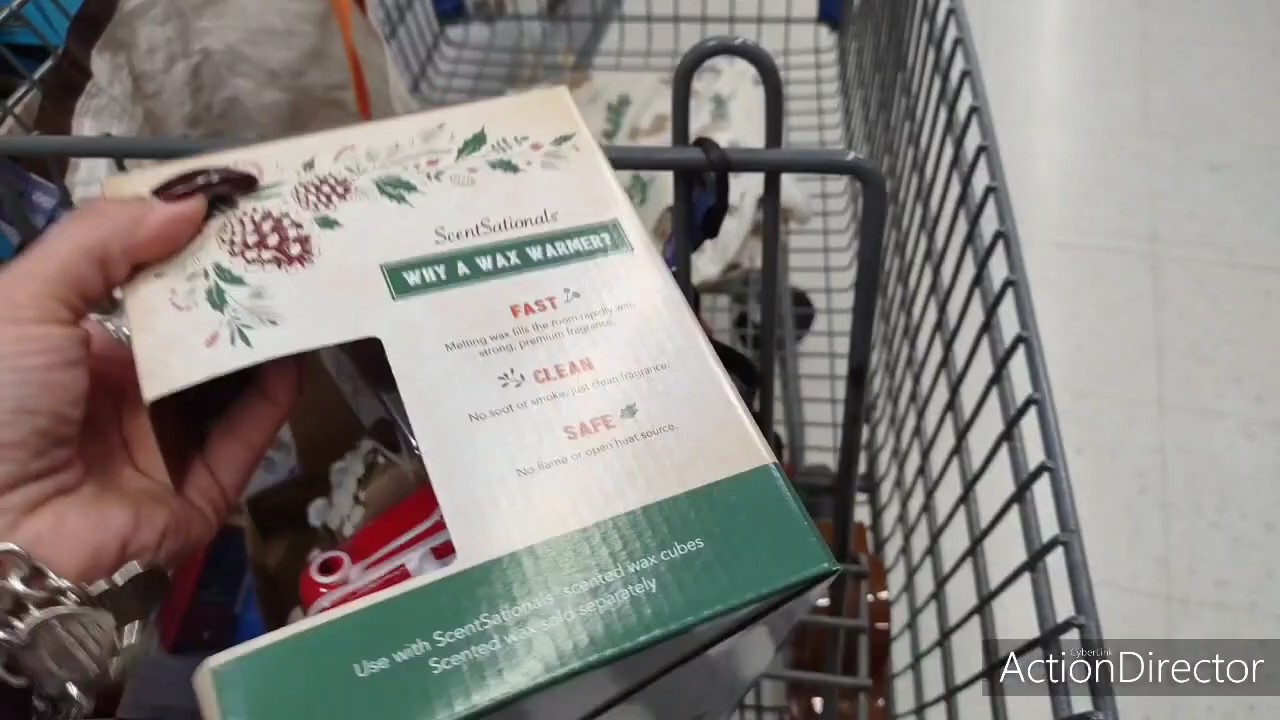 ScentSationals
WHY A WAX WARMER?
FAST
Melting wax fills the room rapidly with
strong, premium fragrance.
CLEAN
No soot or smoke, just clean fragrance.
SAFE
No flame or open heat source.
Use with ScentSationals® scented wax cubes
Scented wax sold separately
CyberLink
ActionDirector